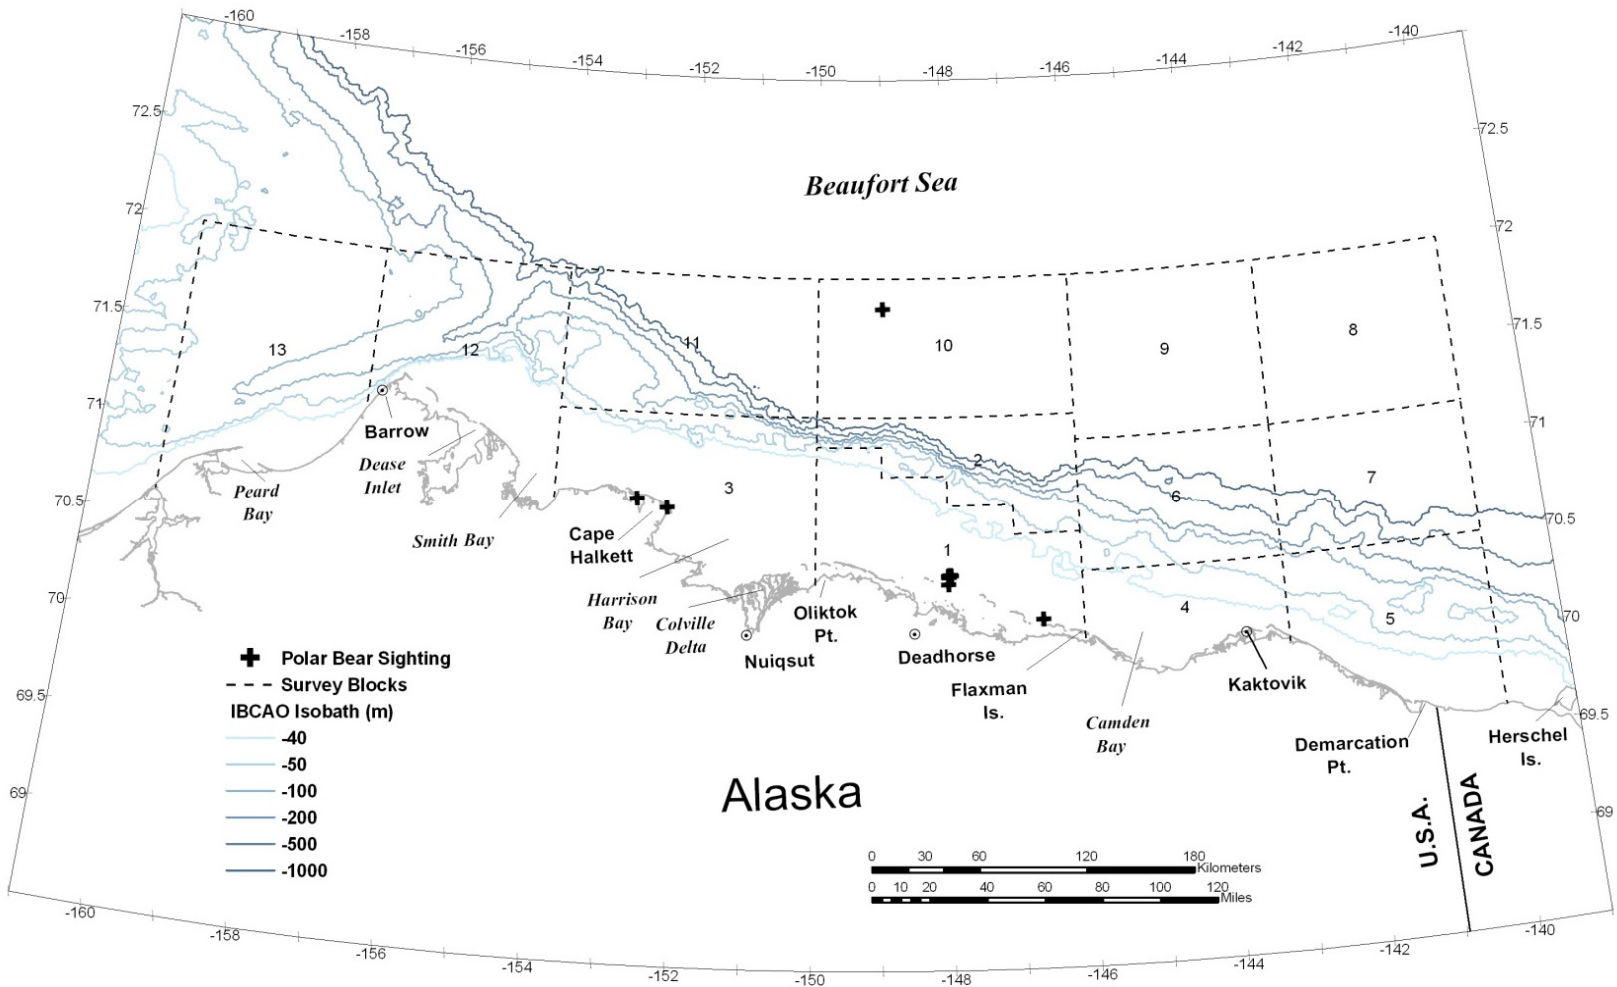 -160
-158
-156
-154
-152
-150
-148
-146
-144
-142
-140
72.5
72.5
Beaufort Sea
72
72
71.5
71.5
8
10
9
11
13
12
71
71
Barrow
2
7
Dease
Inlet
3
6
70.5
Peard
Bay
70.5
Smith Bay
Cape
Halkett
1
70
Harrison
Bay
Colville
Delta
Oliktok
Pt.
4
5
70
Nuiqsut
Deadhorse
Flaxman
Is.
Kaktovik
Camden
Bay
Demarcation
Pt.
Herschel
Is.
69.5
69.5
Polar Bear Sighting
Survey Blocks
IBCAO Isobath (m)
-40
-50
-100
-200
-500
-1000
69
69
Alaska
U.S.A.
CANADA
0 30 60 120 180
Kilometers
0 10 20 40 60 80 100 120
Miles
-160
-158
-156
-154
-152
-150
-148
-146
-144
-142
-140